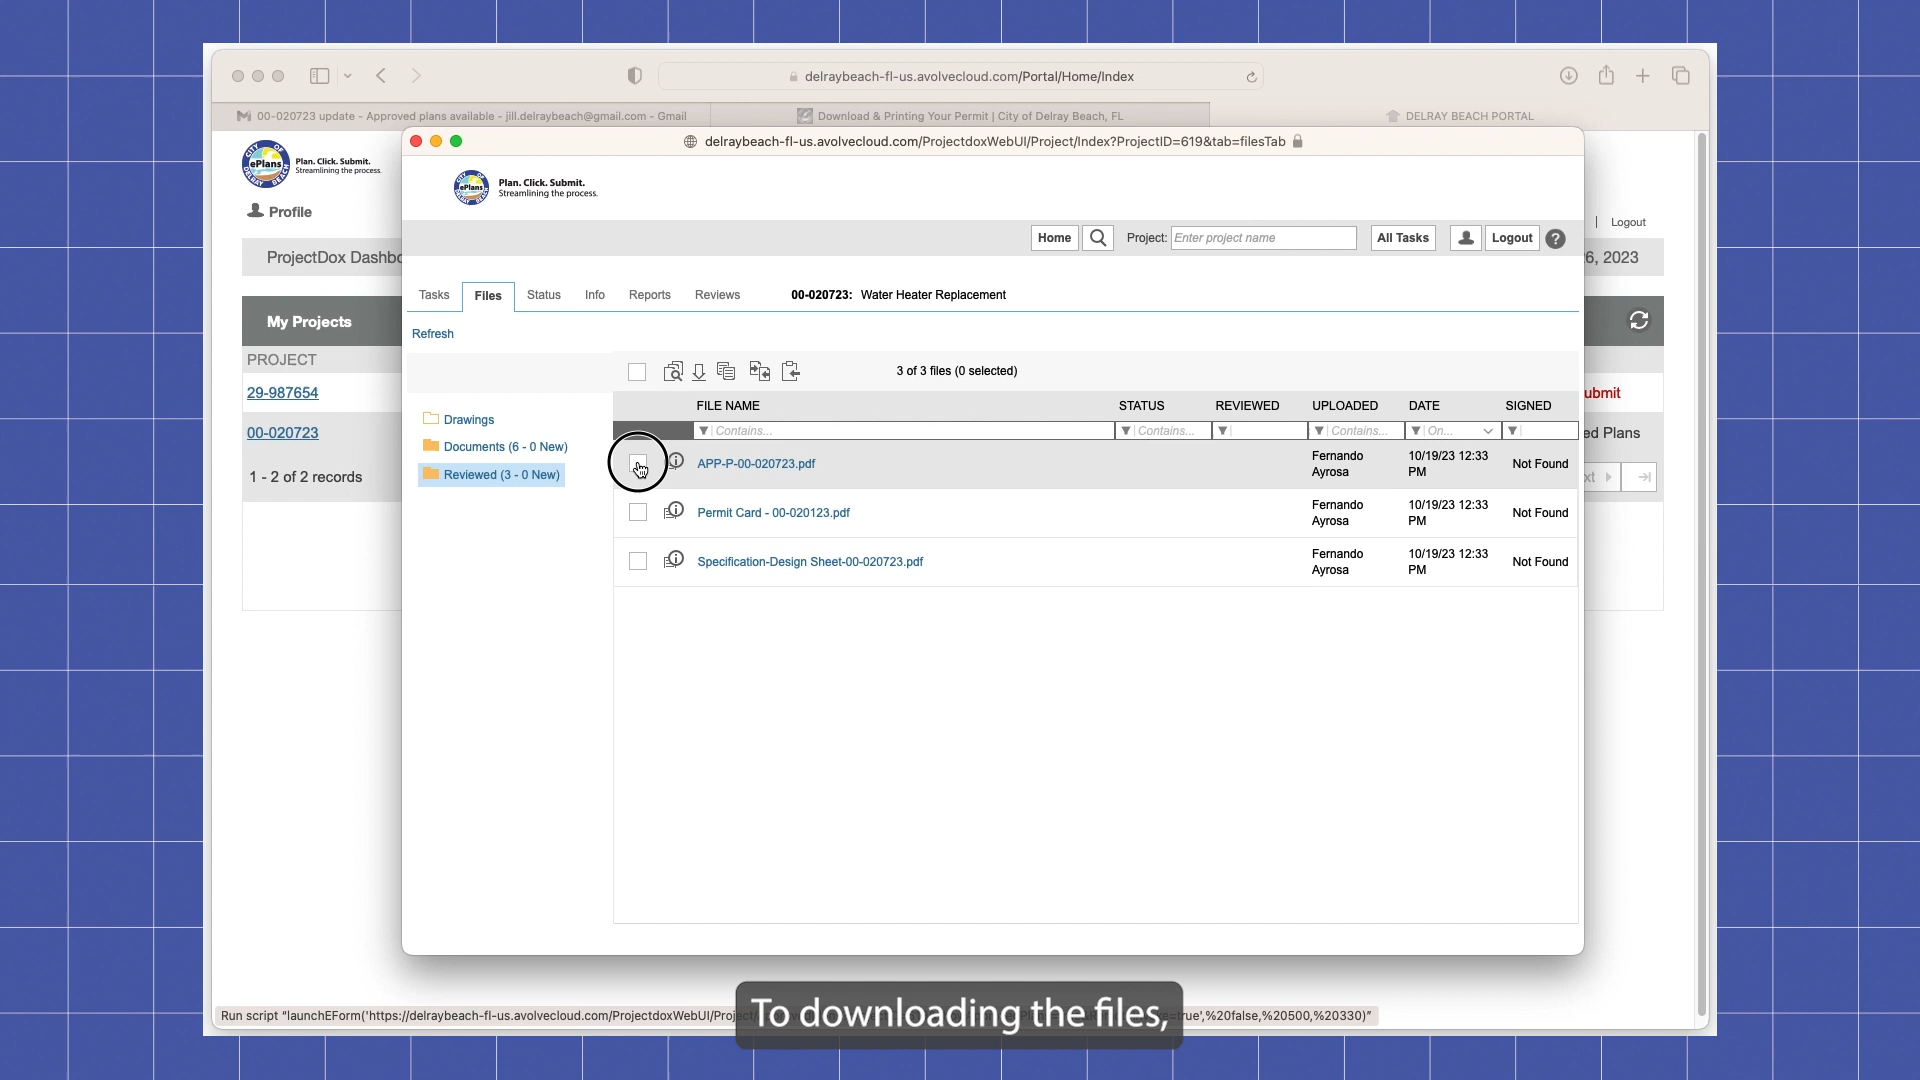 delraybeach-fl-us.avolvecloud.com/Portal/Home/Index
00-020723 update - Approved plans available - jill.delraybeach@gmail.com - Gmail
Download & Printing Your Permit | City of Delray Beach, FL
DELRAY BEACH PORTAL
delraybeach-fl-us.avolvecloud.com/ProjectdoxWebUI/Project/Index?ProjectID=619&tab=filesTab
CITY OF
ePlans
DELRAY BEACH
Plan. Click. Submit.
Streamlining the process.
Profile
| Logout
ProjectDox Dashbo
6, 2023
My Projects
PROJECT
29-987654
ubmit
00-020723
ed Plans
1 - 2 of 2 records
xt
ePlans
Plan. Click. Submit.
Streamlining the process.
Home
Project:
Enter project name
All Tasks
Logout
?
Tasks
Files
Status
Info
Reports
Reviews
00-020723: Water Heater Replacement
Refresh
3 of 3 files (0 selected)
Drawings
Documents (6 - 0 New)
Reviewed (3 - 0 New)
FILE NAME STATUS REVIEWED UPLOADED DATE SIGNED
Contains... Contains... Contains... On...
APP-P-00-020723.pdf
Fernando
Ayrosa
10/19/23 12:33
PM
Not Found
Permit Card - 00-020123.pdf
Fernando
Ayrosa
10/19/23 12:33
PM
Not Found
Specification-Design Sheet-00-020723.pdf
Fernando
Ayrosa
10/19/23 12:33
PM
Not Found
Run script "launchEForm('https://delraybeach-fl-us.avolvecloud.com/ProjectdoxWebUI/Project/
=true',%20false,%20500,%20330)"
To downloading the files,